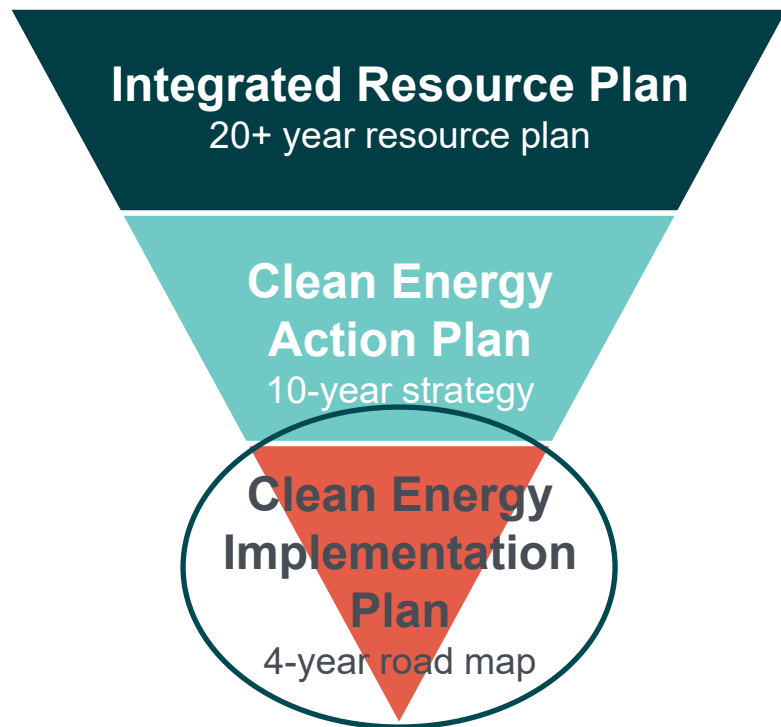 Integrated Resource Plan
20+ year resource plan
Clean Energy
Action Plan
10-year strategy
Clean Energy
Implementation
Plan
4-year road map